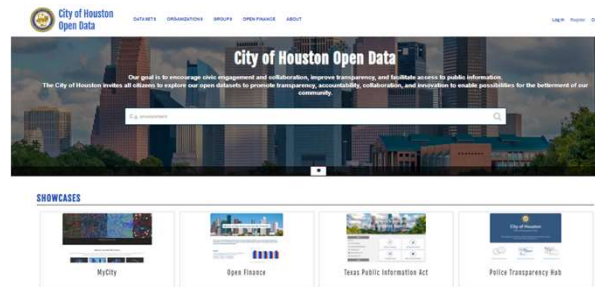 City of Houston
Open Data
DATASETS ORGANIZATIONS GROUPS OPEN FINANCE ABOUT
Log in Register
City of Houston Open Data
Our goal is to encourage civic engagement and collaboration, improve transparency, and facilitate access to public information.
The City of Houston invites all citizens to explore our open datasets to promote transparency, accountability, collaboration, and innovation to enable possibilities for the betterment of our
community.
E.g. environment
SHOWCASES
MyCity
Open Finance
Texas Public Information Act
Police Transparency Hub
City of Houston